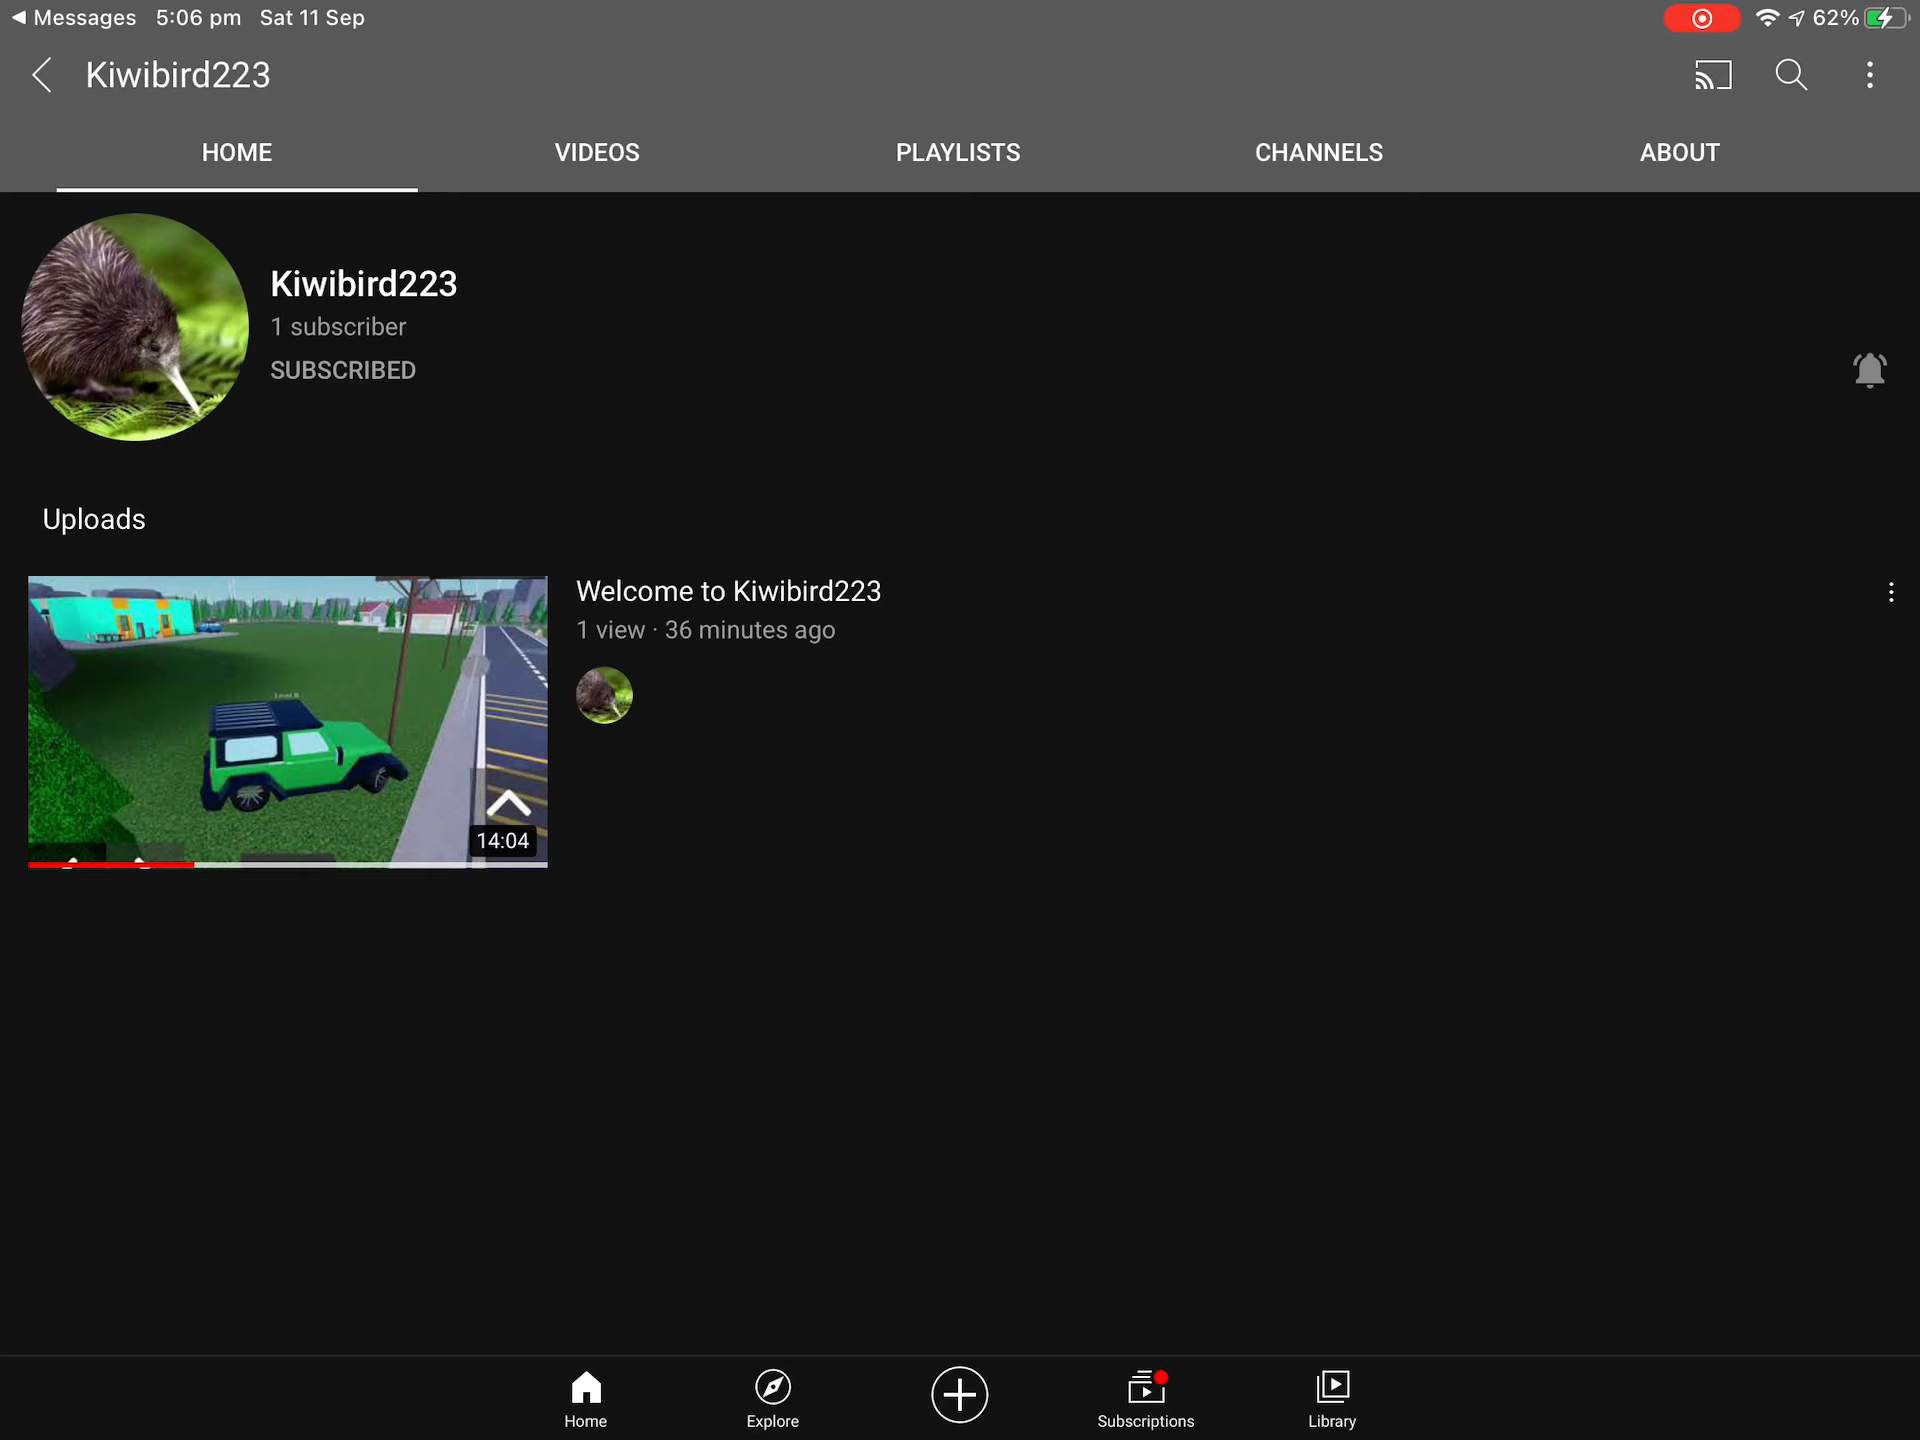 Messages 5:06 pm Sat 11 Sep 62%
Kiwibird223
HOME VIDEOS PLAYLISTS CHANNELS ABOUT
Kiwibird223
1 subscriber
SUBSCRIBED
Uploads
Welcome to Kiwibird223
1 view · 36 minutes ago
14:04
Home Explore Subscriptions Library